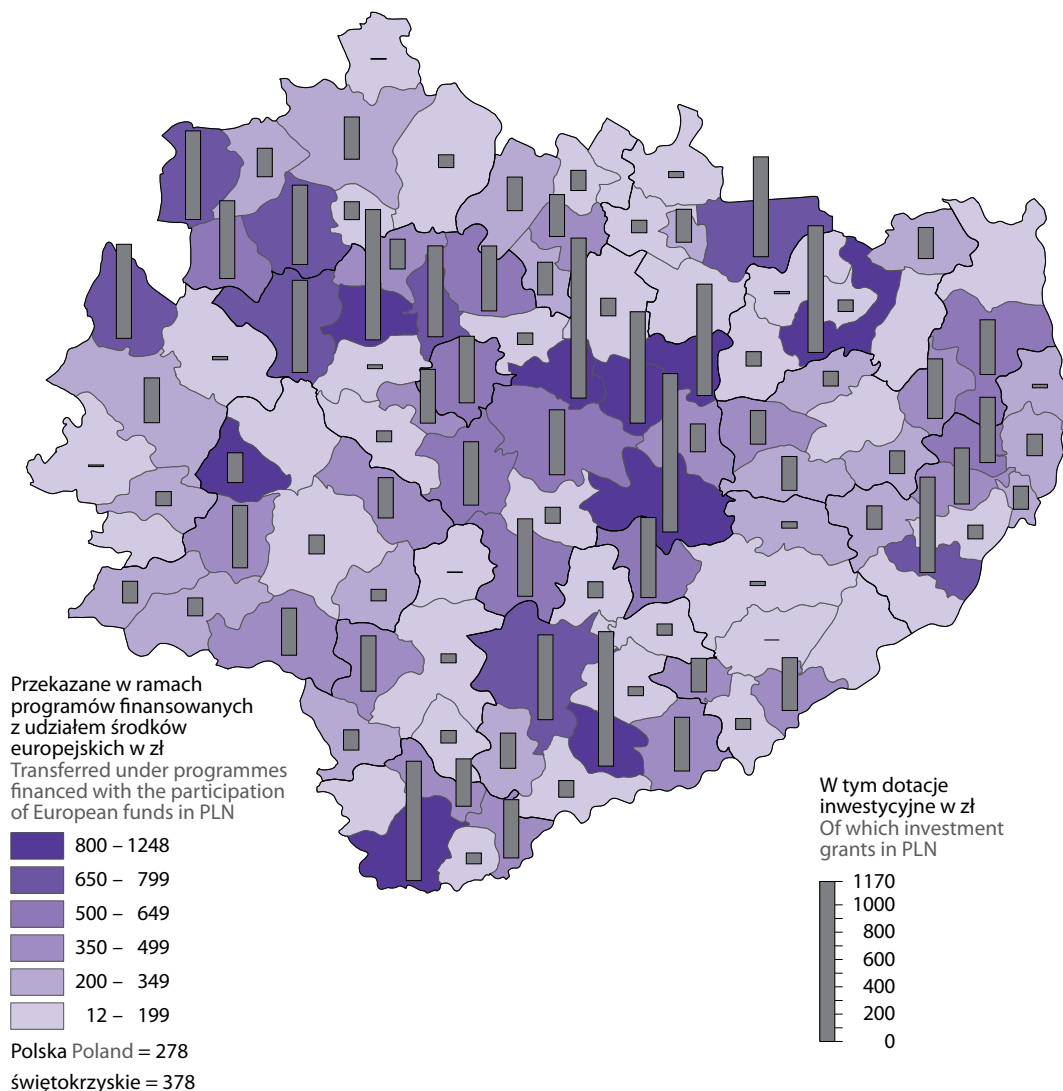 Przekazane w ramach
programów finansowanych
z udziałem środków
europejskich w zł
Transferred under programmes
financed with the participation
of European funds in PLN
800 – 1248
650 – 799
500 – 649
350 – 499
200 – 349
12 – 199
Polska Poland = 278
świętokrzyskie = 378
W tym dotacje
inwestycyjne w zł
Of which investment
grants in PLN
1170
1000
800
600
400
200
0